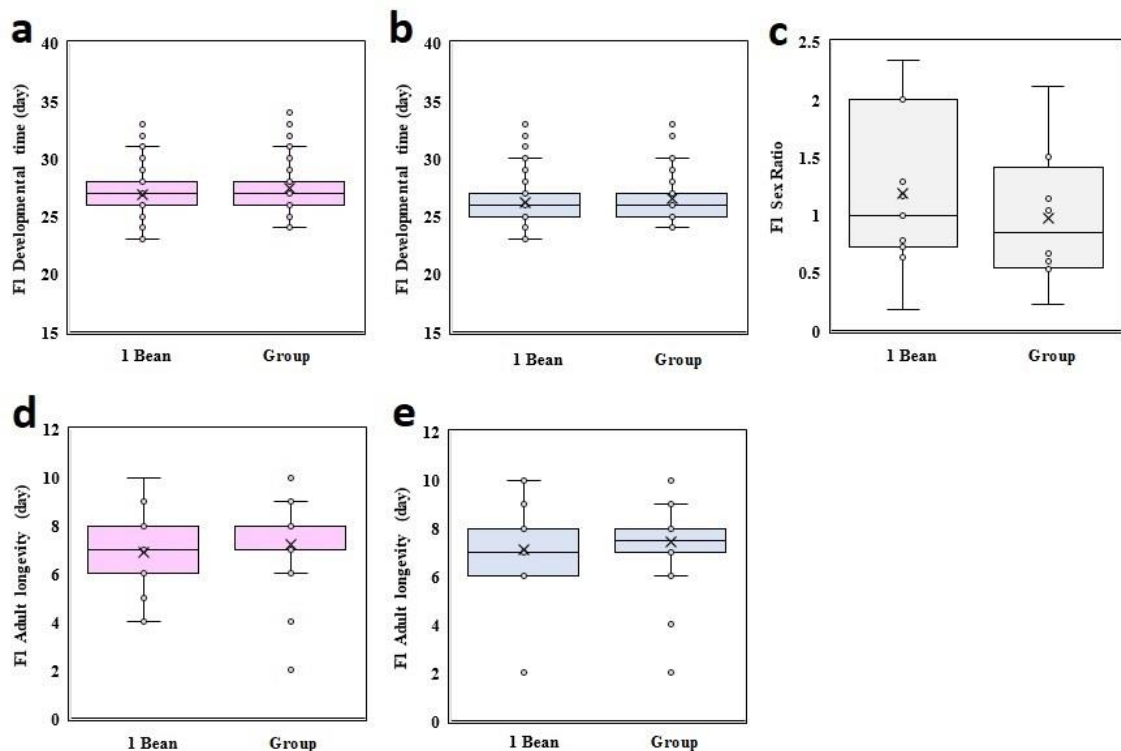 a
F1 Developmental time (day)
40
35
30
25
20
15
1 Bean
Group
b
F1 Developmental time (day)
40
35
30
25
20
15
1 Bean
Group
c
F1 Sex Ratio
2.5
2
1.5
1
0.5
0
1 Bean
Group
d
F1 Adult longevity (day)
12
10
8
6
4
2
0
1 Bean
Group
e
F1 Adult longevity (day)
12
10
8
6
4
2
0
1 Bean
Group